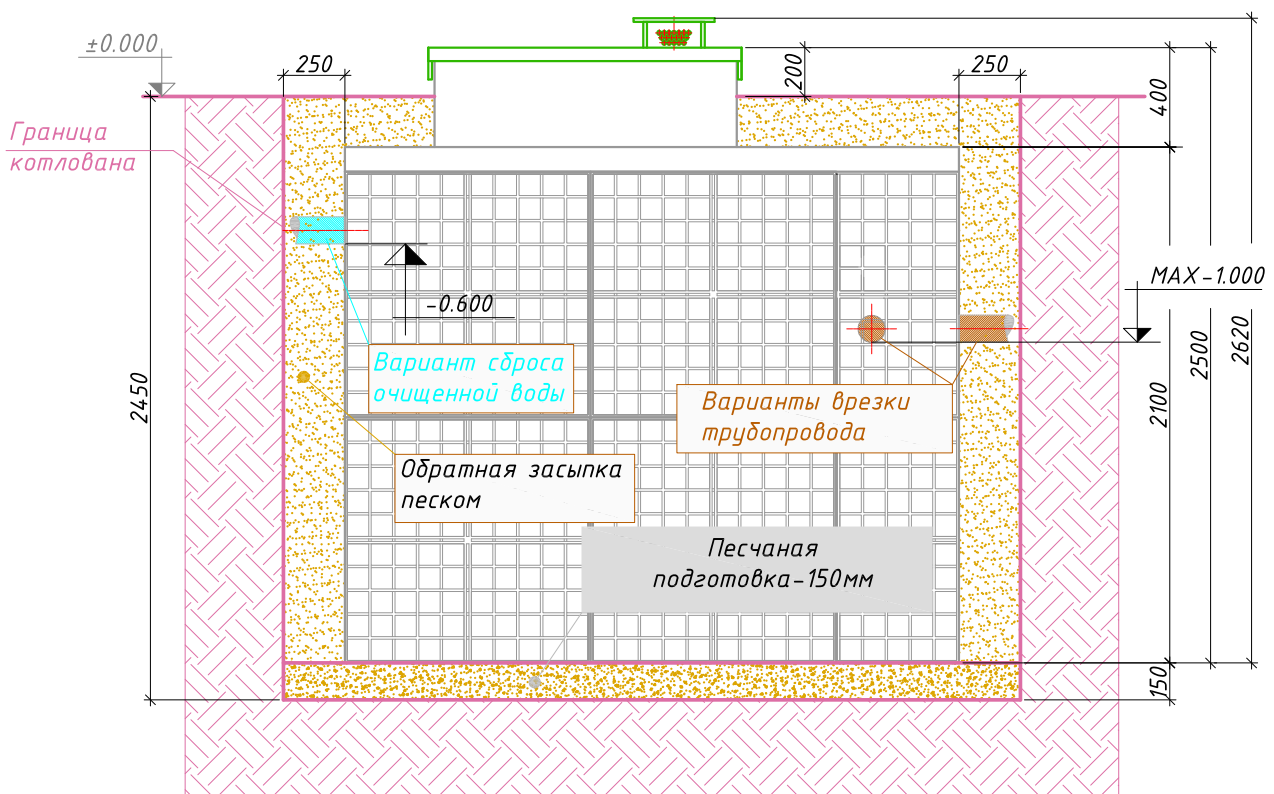 ±0.000
250
200
250
400
Граница
котлована
-0.600
MAX-1.000
Вариант сброса
очищенной воды
2450
Варианты врезки
трубопровода
2100
2500
2620
Обратная засыпка
песком
Песчаная
подготовка-150мм
150